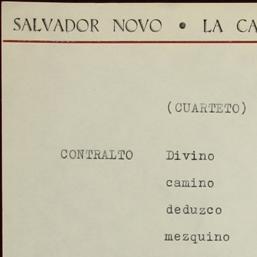 SALVADOR NOVO • LA CA
(CUARTETO)
CONTRALTO Divino
camino
deduzco
mezquino